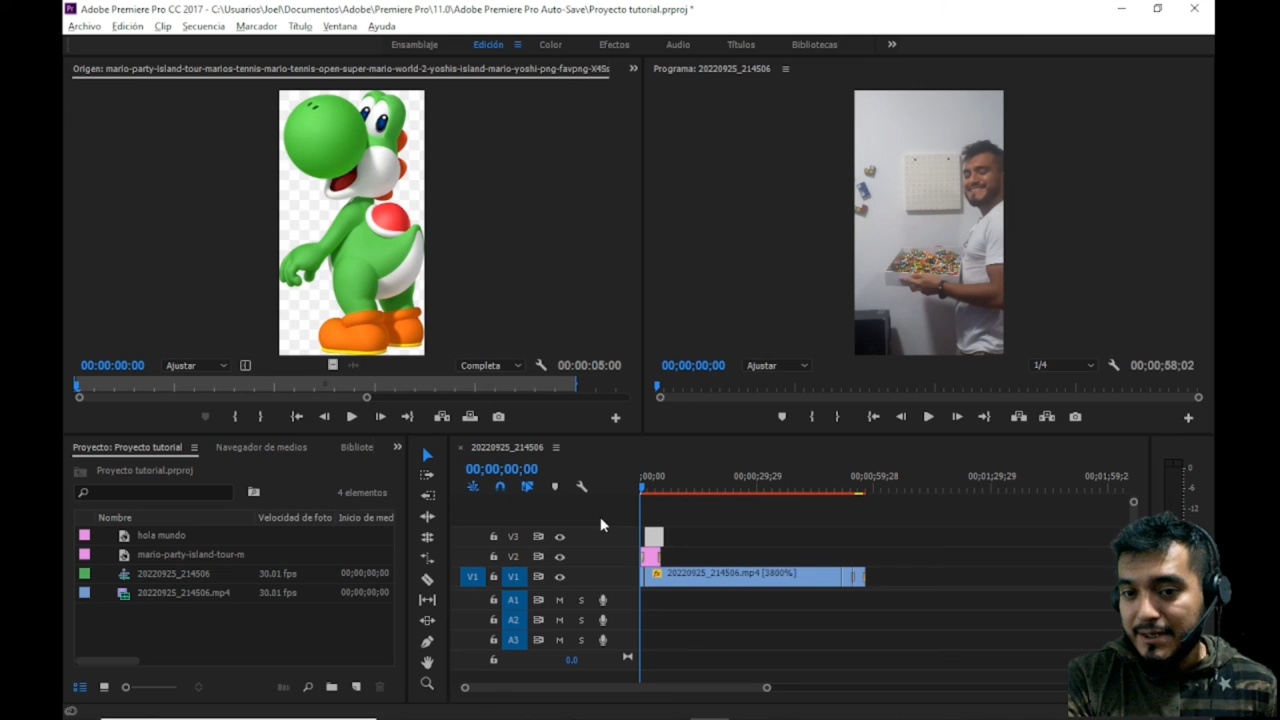 Adobe Premiere Pro CC 2017 - C:\Usuarios\Joel\Documentos\Adobe\Premiere Pro\11.0\Adobe Premiere Pro Auto-Save\Proyecto tutorial.prproj *
Archivo Edición Clip Secuencia Marcador Título Ventana Ayuda
Ensamblaje Edición Color Efectos Audio Títulos Bibliotecas
Origen: mario-party-island-tour-marios-tennis-mario-tennis-open-super-mario-world-2-yoshis-island-mario-yoshi-png-favpng-X4Ss
Programa: 20220925_214506
00:00:00:00 Ajustar Completa 00:00:05:00
00;00;00;00 Ajustar 1/4 00;00;58;02
Proyecto: Proyecto tutorial Navegador de medios Bibliote
Proyecto tutorial.prproj
4 elementos
Nombre Velocidad de foto Inicio de med
hola mundo
mario-party-island-tour-m
20220925_214506 30.01 fps 00;00;00;00
20220925_214506.mp4 30.01 fps 00;00;00;00
20220925_214506
00;00;00;00
;00;00 00;00;29;29 00;00;59;28 00;01;29;29 00;01;59;2
V3
V2
V1 V1 20220925_214506.mp4 [3800%]
A1 M S
A2 M S
A3 M S
0,0
0
-6
-12